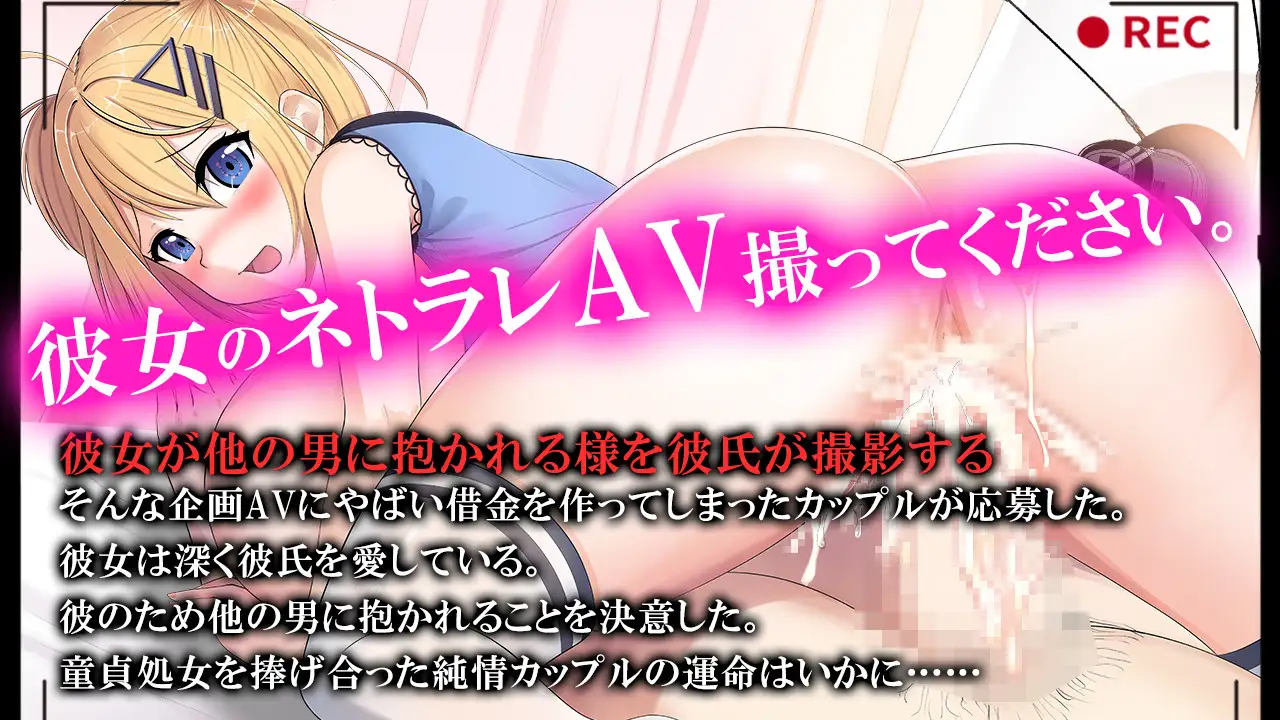 REC
彼女のネトラレAV撮ってください。
彼女が他の男に抱かれる様を彼氏が撮影する
そんな企画AVにやばい借金を作ってしまったカップルが応募した。
彼女は深く彼氏を愛している。
彼のため他の男に抱かれることを決意した。
童貞処女を捧げ合った純情カップルの運命はいかに……